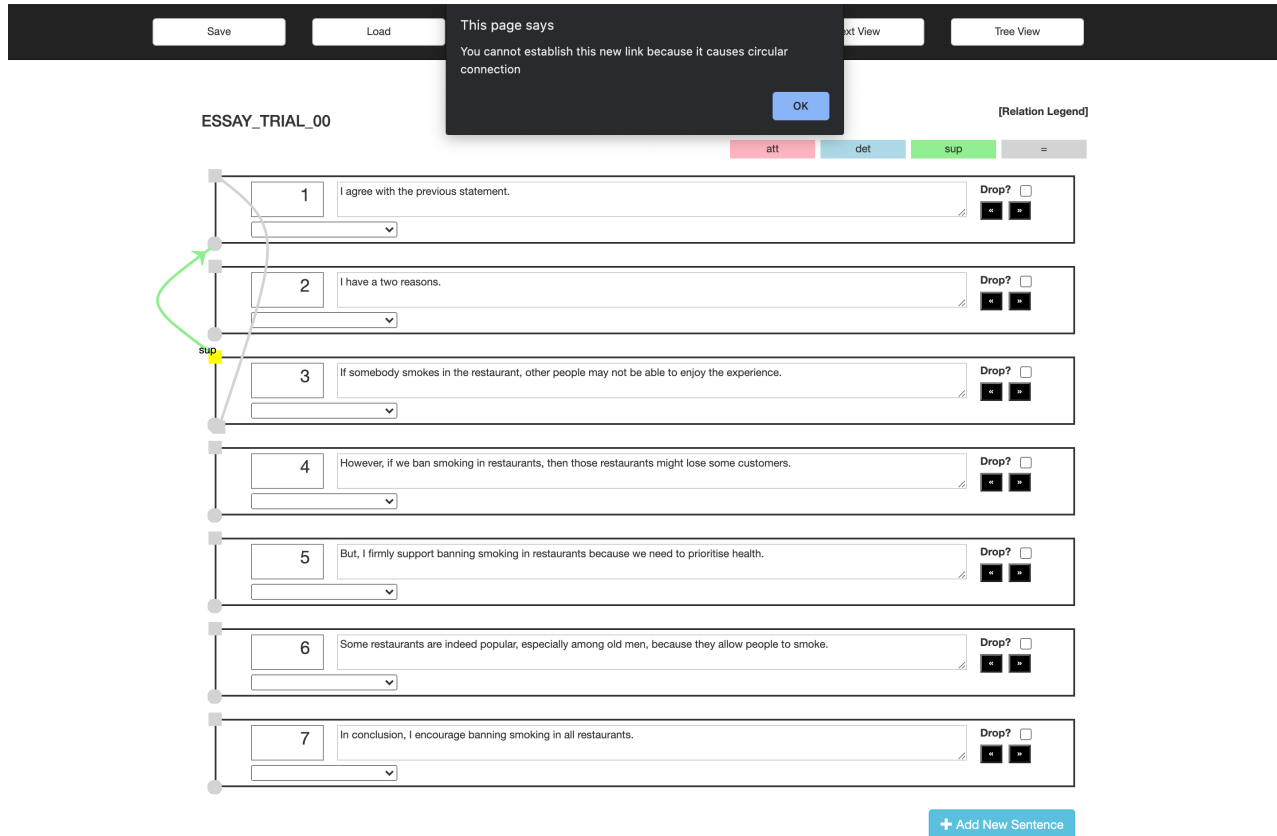 Save
Load
This page says
You cannot establish this new link because it causes circular
connection
OK
ext View
Tree View
ESSAY_TRIAL_00
[Relation Legend]
att
det
sup
=
1
I agree with the previous statement.
Drop?
«
»
2
I have a two reasons.
Drop?
«
»
sup
3
If somebody smokes in the restaurant, other people may not be able to enjoy the experience.
Drop?
«
»
4
However, if we ban smoking in restaurants, then those restaurants might lose some customers.
Drop?
«
»
5
But, I firmly support banning smoking in restaurants because we need to prioritise health.
Drop?
«
»
6
Some restaurants are indeed popular, especially among old men, because they allow people to smoke.
Drop?
«
»
7
In conclusion, I encourage banning smoking in all restaurants.
Drop?
«
»
+ Add New Sentence